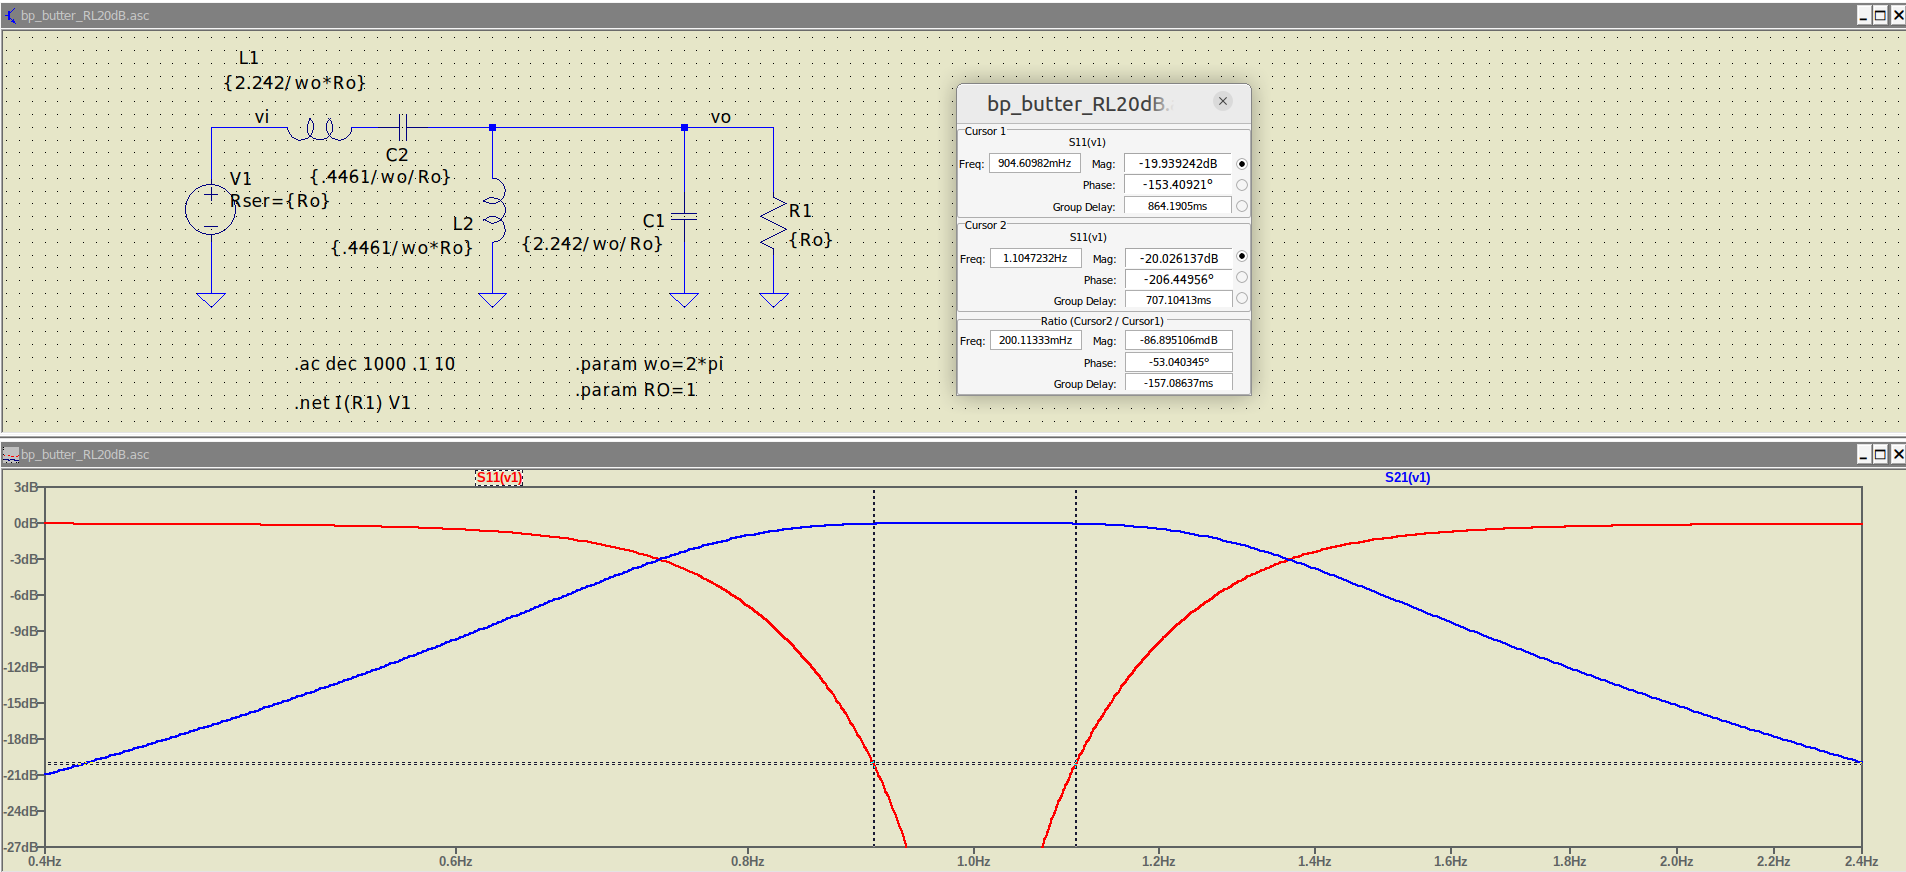 bp_butter_RL20dB.asc
L1
{2.242/wo*Ro}
vi
vo
C2
{.4461/wo/Ro}
V1
Rser={Ro}
L2
{.4461/wo*Ro}
C1
{2.242/wo/Ro}
R1
{Ro}
.ac dec 1000 .1 10
.net I(R1) V1
.param wo=2*pi
.param RO=1
bp_butter_RL20dB.
Cursor 1
S11(v1)
Freq: 904.60982mHz Mag: -19.939242dB
Phase: -153.40921°
Group Delay: 864.1905ms
Cursor 2
S11(v1)
Freq: 1.1047232Hz Mag: -20.026137dB
Phase: -206.44956°
Group Delay: 707.10413ms
Ratio (Cursor2 / Cursor1)
Freq: 200.11333mHz Mag: -86.895106mdB
Phase: -53.040345°
Group Delay: -157.08637ms
bp_butter_RL20dB.asc
S11(v1) S21(v1)
3dB
0dB
-3dB
-6dB
-9dB
-12dB
-15dB
-18dB
-21dB
-24dB
-27dB
0.4Hz 0.6Hz 0.8Hz 1.0Hz 1.2Hz 1.4Hz 1.6Hz 1.8Hz 2.0Hz 2.2Hz 2.4Hz